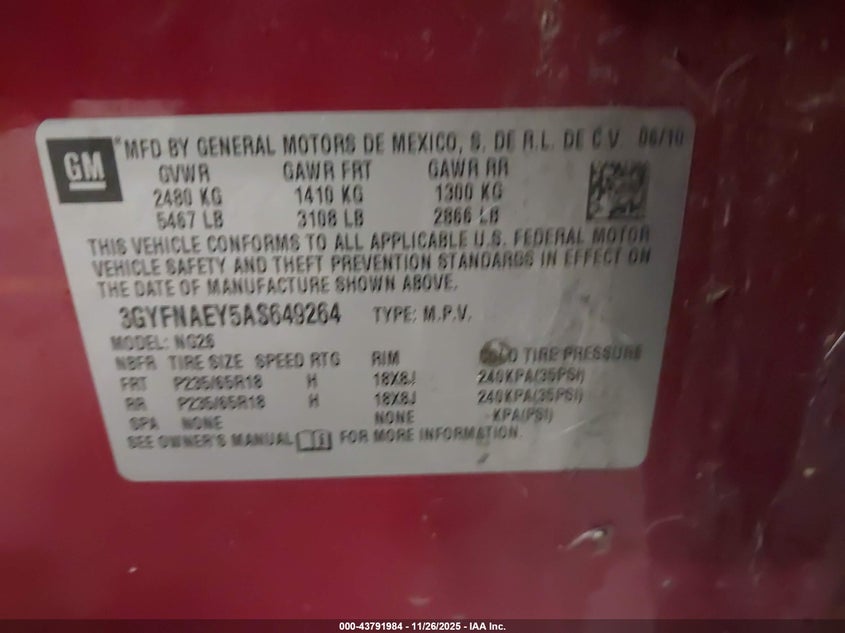 GM
*MFD BY GENERAL MOTORS DE MEXICO, S. DE R.L. DE C.V. 06/10
GVWR GAWR FRT GAWR RR
2480 KG 1410 KG 1300 KG
5467 LB 3108 LB 2866 LB
THIS VEHICLE CONFORMS TO ALL APPLICABLE U.S. FEDERAL MOTOR
VEHICLE SAFETY AND THEFT PREVENTION STANDARDS IN EFFECT ON
THE DATE OF MANUFACTURE SHOWN ABOVE.
3GYFNAEY5AS649264 TYPE: M.P.V.
MODEL: NG26
NBFR TIRE SIZE SPEED RTG RIM TIRE PRESSURE
FRT P235/65R18 H 18X8J 240KPA(35PSI)
RR P235/65R18 H 18X8J 240KPA(35PSI)
SPA NONE NONE -KPA(PSI)
SEE OWNER'S MANUAL FOR MORE INFORMATION.
000-43791984 | 11/26/2025 - IAA Inc.